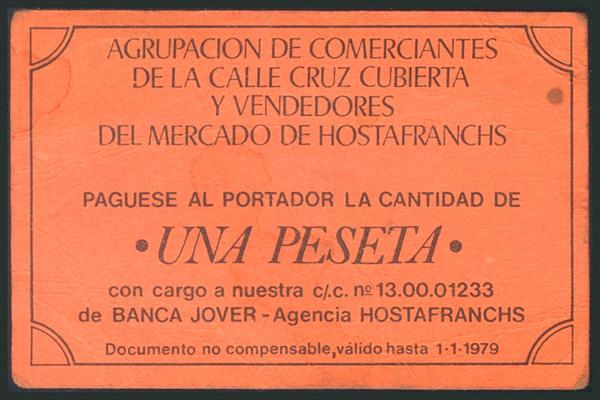 AGRUPACION DE COMERCIANTES
DE LA CALLE CRUZ CUBIERTA
Y VENDEDORES
DEL MERCADO DE HOSTAFRANCHS
PAGUESE AL PORTADOR LA CANTIDAD DE
• UNA PESETA •
con cargo a nuestra c/.c. nº 13.00.01233
de BANCA JOVER - Agencia HOSTAFRANCHS
Documento no compensable, válido hasta 1·1·1979